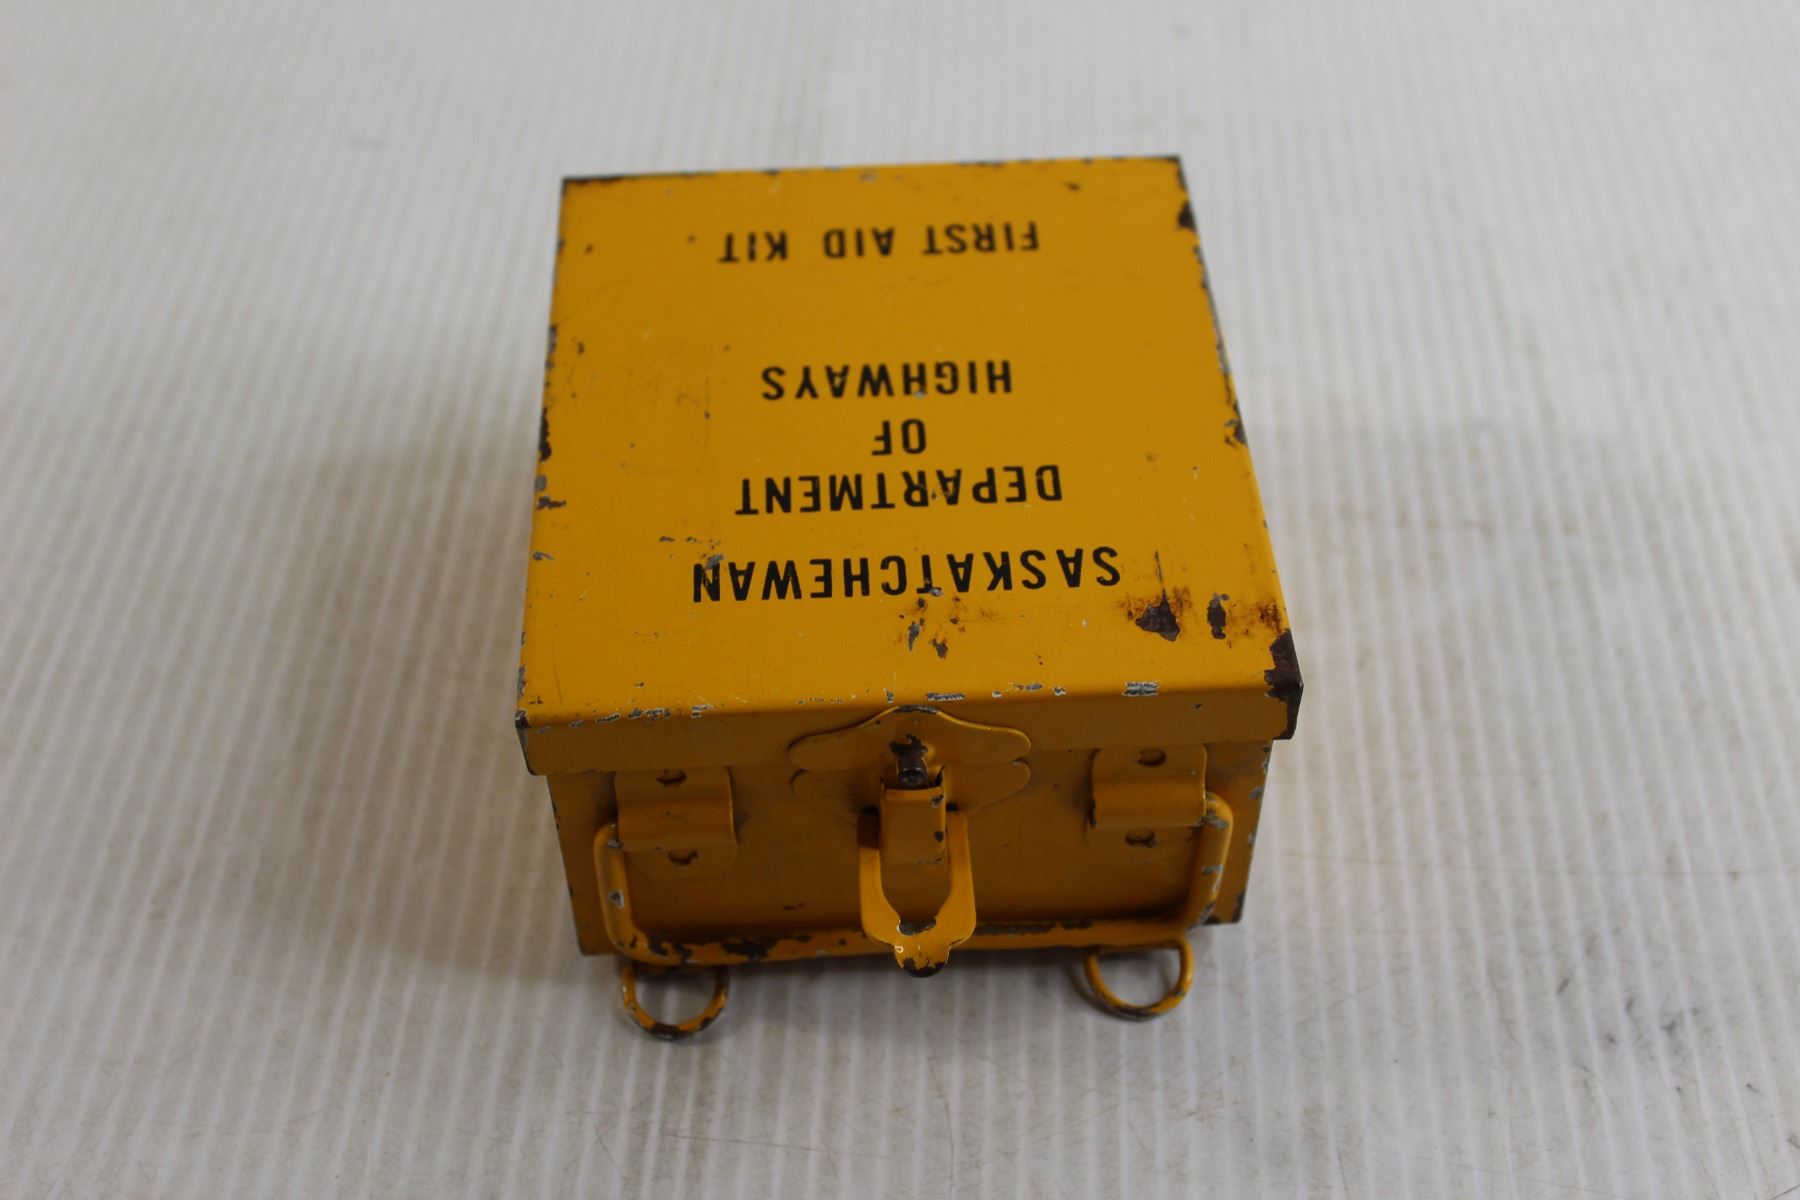 SASKATCHEWAN
DEPARTMENT
OF
HIGHWAYS
FIRST AID KIT